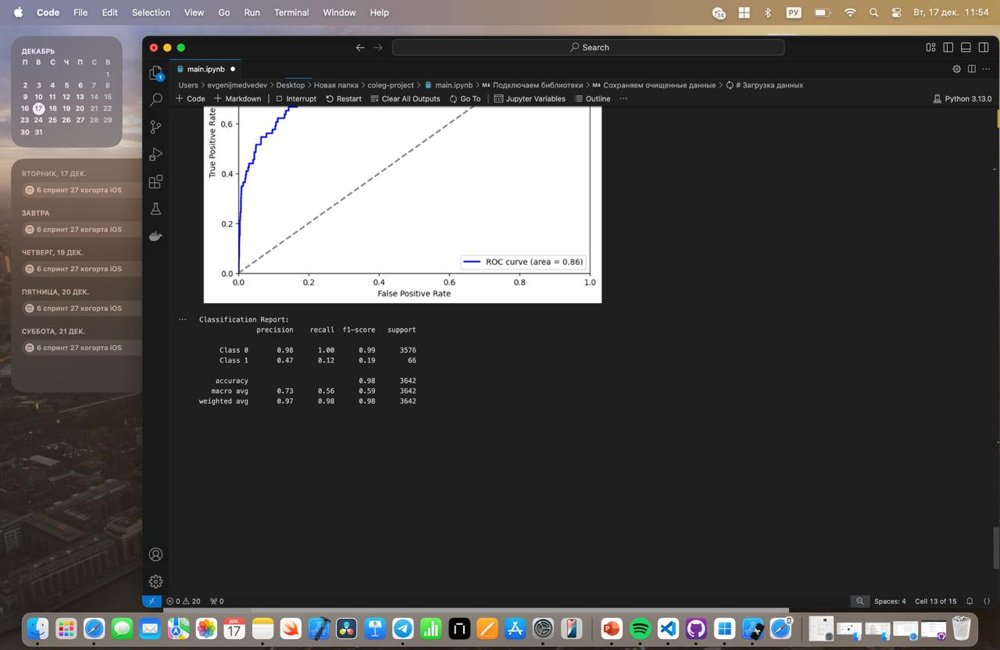 Code File Edit Selection View Go Run Terminal Window Help
34 РУ Вт, 17 дек. 11:54
ДЕКАБРЬ
П В С Ч П С В
1
2 3 4 5 6 7 8
9 10 11 12 13 14 15
16 17 18 19 20 21 22
23 24 25 26 27 28 29
30 31
ВТОРНИК, 17 ДЕК.
6 спринт 27 когорта iOS
ЗАВТРА
6 спринт 27 когорта iOS
ЧЕТВЕРГ, 19 ДЕК.
6 спринт 27 когорта iOS
ПЯТНИЦА, 20 ДЕК.
6 спринт 27 когорта iOS
СУББОТА, 21 ДЕК.
6 спринт 27 когорта iOS
Search
1
main.ipynb
Users > evgenijmedvedev > Desktop > Новая папка > coleg-project > main.ipynb > M↓ Подключаем библиотеки > M↓ Сохраняем очищенные данные > # Загрузка данных
+ Code + Markdown Interrupt Restart Clear All Outputs Go To Jupyter Variables Outline ··· Python 3.13.0
True Positive Rate
0.6
0.4
0.2
0.0
ROC curve (area = 0.86)
0.0 0.2 0.4 0.6 0.8 1.0
False Positive Rate
··· Classification Report:
precision recall f1-score support
Class 0 0.98 1.00 0.99 3576
Class 1 0.47 0.12 0.19 66
accuracy 0.98 3642
macro avg 0.73 0.56 0.59 3642
weighted avg 0.97 0.98 0.98 3642
0 20 0 Spaces: 4 Cell 13 of 15
ДЕК.
17